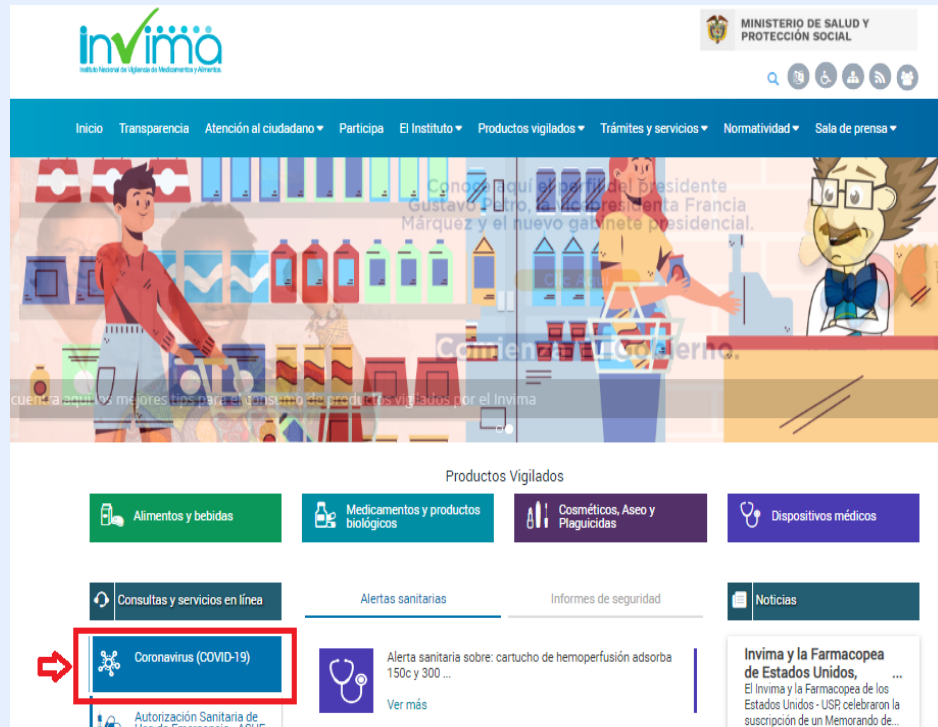 invima
Instituto Nacional de Vigilancia de Medicamentos y Alimentos
MINISTERIO DE SALUD Y
PROTECCIÓN SOCIAL
Inicio Transparencia Atención al ciudadano Participa El Instituto Productos vigilados Trámites y servicios Normatividad Sala de prensa
Conoce aquí el perfil del presidente
Gustavo Petro, la vicepresidenta Francia
Márquez y el nuevo gabinete presidencial.
Comienza el Gobierno.
cuentra aquí los mejores tips para el consumo de productos vigilados por el Invima
Productos Vigilados
Alimentos y bebidas
Medicamentos y productos
biológicos
Cosméticos, Aseo y
Plaguicidas
Dispositivos médicos
Consultas y servicios en línea
Alertas sanitarias
Informes de seguridad
Noticias
Coronavirus (COVID-19)
Alerta sanitaria sobre: cartucho de hemoperfusión adsorba
150c y 300 ...
Ver más
Invima y la Farmacopea
de Estados Unidos, ...
El Invima y la Farmacopea de los
Estados Unidos - USP, celebraron la
suscripción de un Memorando de...
Autorización Sanitaria de
Uso de Emergencia - ASUE